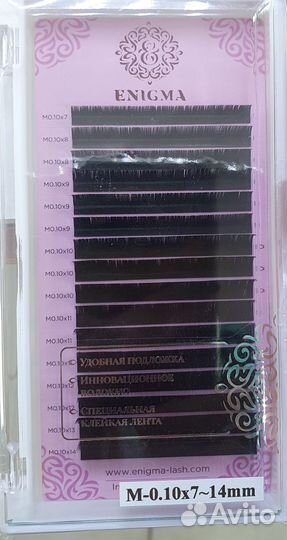 ENIGMA
M0.10x7
M0.10x8
M0.10x8
M0.10x9
M0.10x9
M0.10x9
M0.10x10
M0.10x10
M0.10x10
M0.10x11
M0.10x11
УДОБНАЯ ПОДЛОЖКА
ИННОВАЦИОННОЕ
ВОЛОКНО
СПЕЦИАЛЬНАЯ
КЛЕЙКАЯ ЛЕНТА
M0.10x14
www.enigma-lash.com
M-0.10x7~14mm
Avito